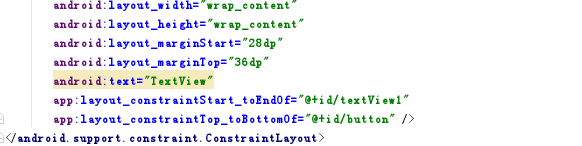 android:layout_width="wrap_content"
android:layout_height="wrap_content"
android:layout_marginStart="28dp"
android:layout_marginTop="36dp"
android:text="TextView"
app:layout_constraintStart_toEndOf="@+id/textView1"
app:layout_constraintTop_toBottomOf="@+id/button" />
</android.support.constraint.ConstraintLayout>